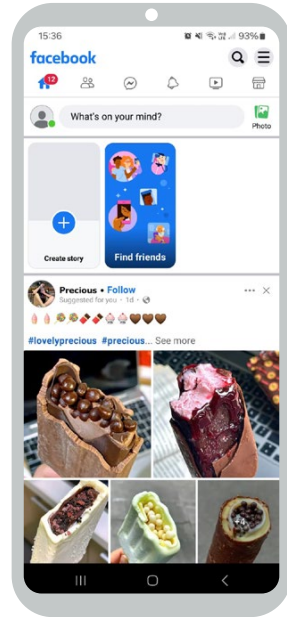 15:36
93%
facebook
12
What's on your mind?
Photo
Create story
Find friends
Precious • Follow
Suggested for you · 1d ·
#lovelyprecious #precious... See more